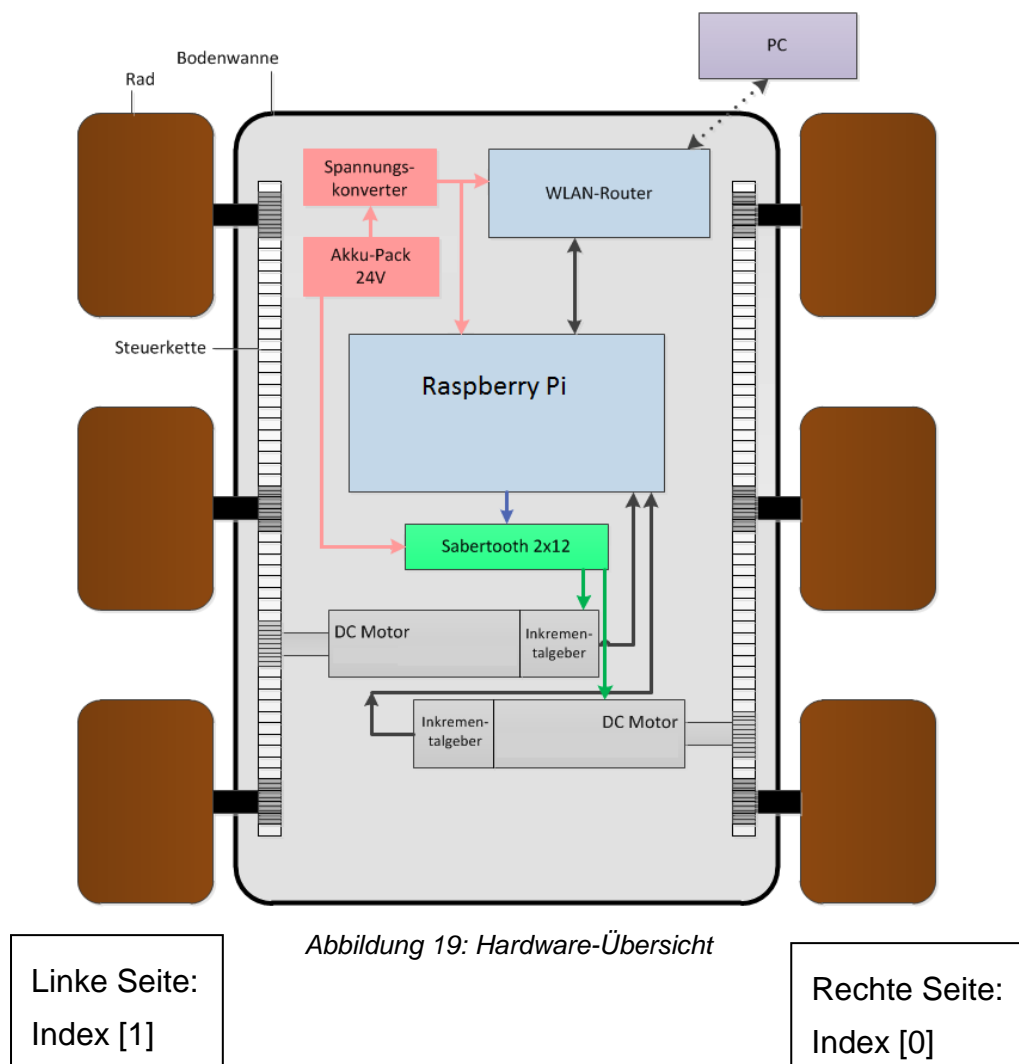 PC
Bodenwanne
Rad
Spannungs-
konverter
WLAN-Router
Akku-Pack
24V
Steuerkette
Raspberry Pi
Sabertooth 2x12
DC Motor
Inkremen-
talgeber
Inkremen-
talgeber
DC Motor
Abbildung 19: Hardware-Übersicht
Linke Seite:
Index [1]
Rechte Seite:
Index [0]